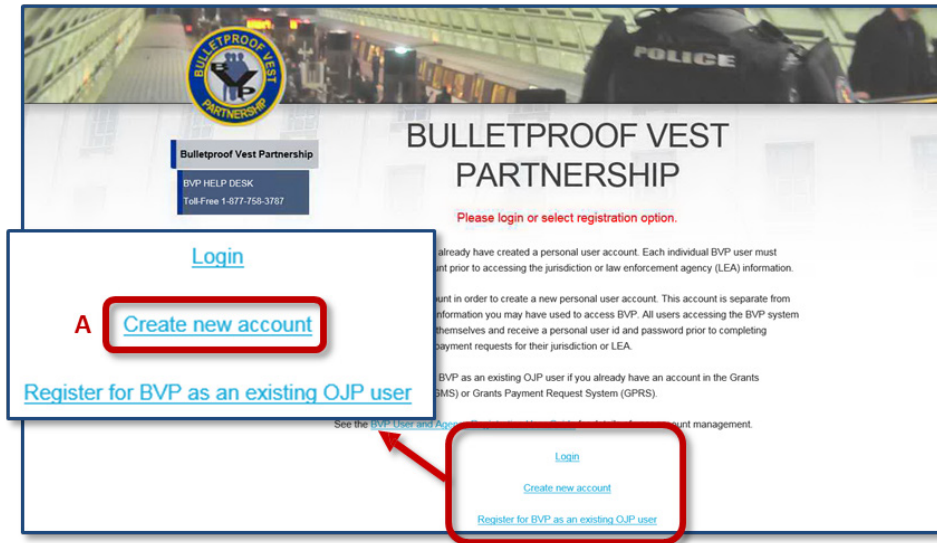 BULLETPROOF VEST
BVP
PARTNERSHIP
POLICE
BULLETPROOF VEST
PARTNERSHIP
Bulletproof Vest Partnership
BVP HELP DESK
Toll-Free 1-877-758-3787
Please login or select registration option.
already have created a personal user account. Each individual BVP user must
prior to accessing the jurisdiction or law enforcement agency (LEA) information.
in order to create a new personal user account. This account is separate from
information you may have used to access BVP. All users accessing the BVP system
themselves and receive a personal user id and password prior to completing
payment requests for their jurisdiction or LEA.
BVP as an existing OJP user if you already have an account in the Grants
or Grants Payment Request System (GPRS).
See the BVP User and account management.
Login
Create new account
Register for BVP as an existing OJP user
Login
A Create new account
Register for BVP as an existing OJP user